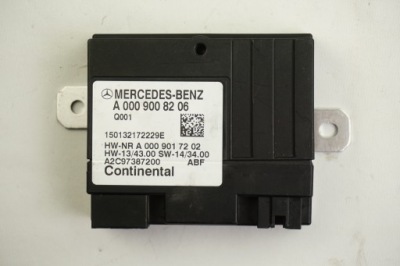 MERCEDES-BENZ
A 000 900 82 06
Q001
150132172229E
HW-NR A 000 901 72 02
HW-13/43.00 SW-14/34.00
A2C97387200 ABF
Continental